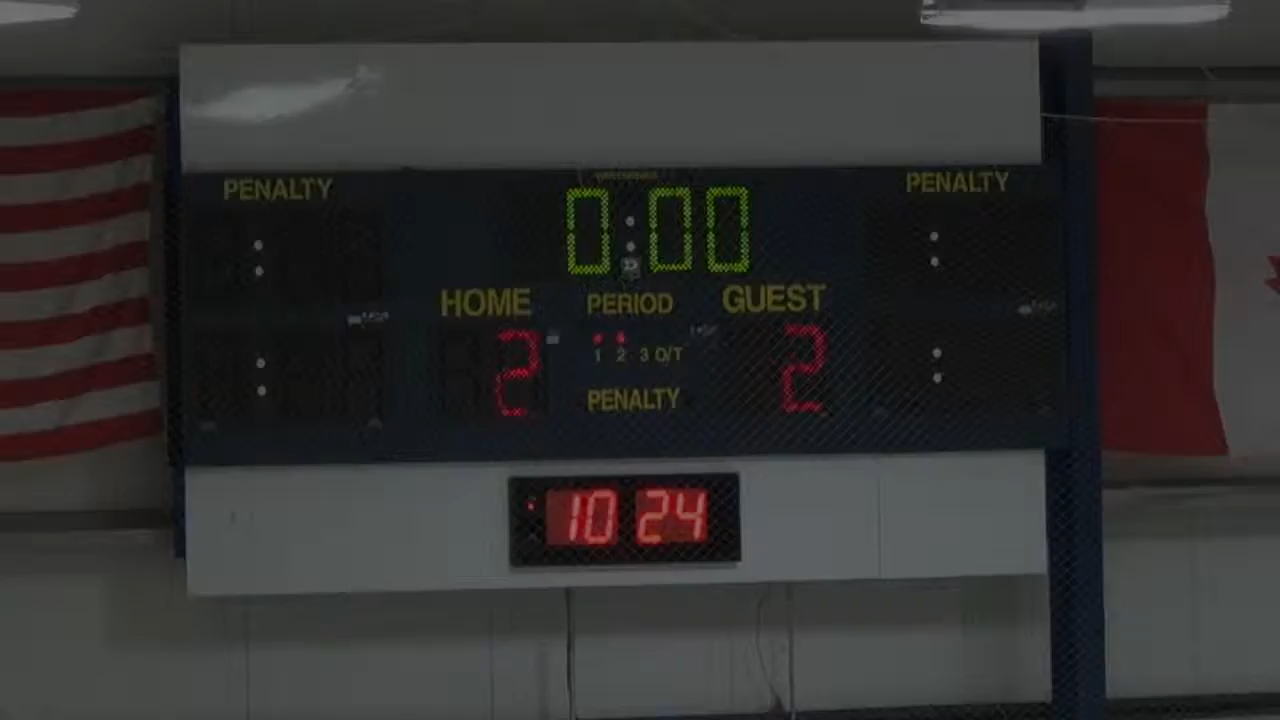 PENALTY
0:00
PENALTY
HOME
PERIOD
GUEST
2
1 2 3 O/T
2
PENALTY
10 24